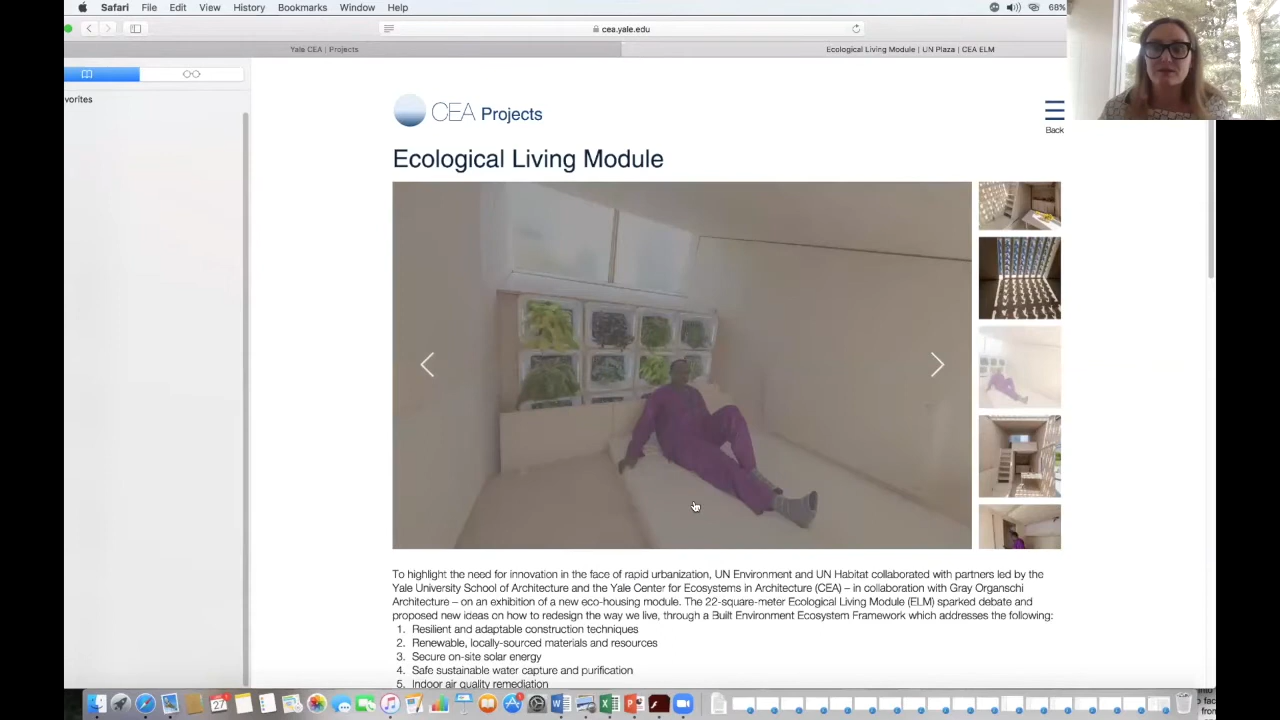 Safari File Edit View History Bookmarks Window Help
68%
cea.yale.edu
Yale CEA | Projects
Ecological Living Module | UN Plaza | CEA ELM
vorites
CEA Projects
Back
Ecological Living Module
To highlight the need for innovation in the face of rapid urbanization, UN Environment and UN Habitat collaborated with partners led by the
Yale University School of Architecture and the Yale Center for Ecosystems in Architecture (CEA) – in collaboration with Gray Organschi
Architecture – on an exhibition of a new eco-housing module. The 22-square-meter Ecological Living Module (ELM) sparked debate and
proposed new ideas on how to redesign the way we live, through a Built Environment Ecosystem Framework which addresses the following:
1. Resilient and adaptable construction techniques
2. Renewable, locally-sourced materials and resources
3. Secure on-site solar energy
4. Safe sustainable water capture and purification
5. Indoor air quality remediation
27